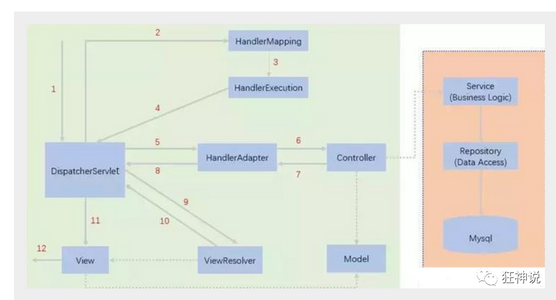 2
HandlerMapping
3
1
HandlerExecution
4
Service
(Business Logic)
5
6
DispatcherServlet
HandlerAdapter
Controller
8
7
Repository
(Data Access)
9
10
11
12
View
ViewResolver
Model
Mysql
狂神说